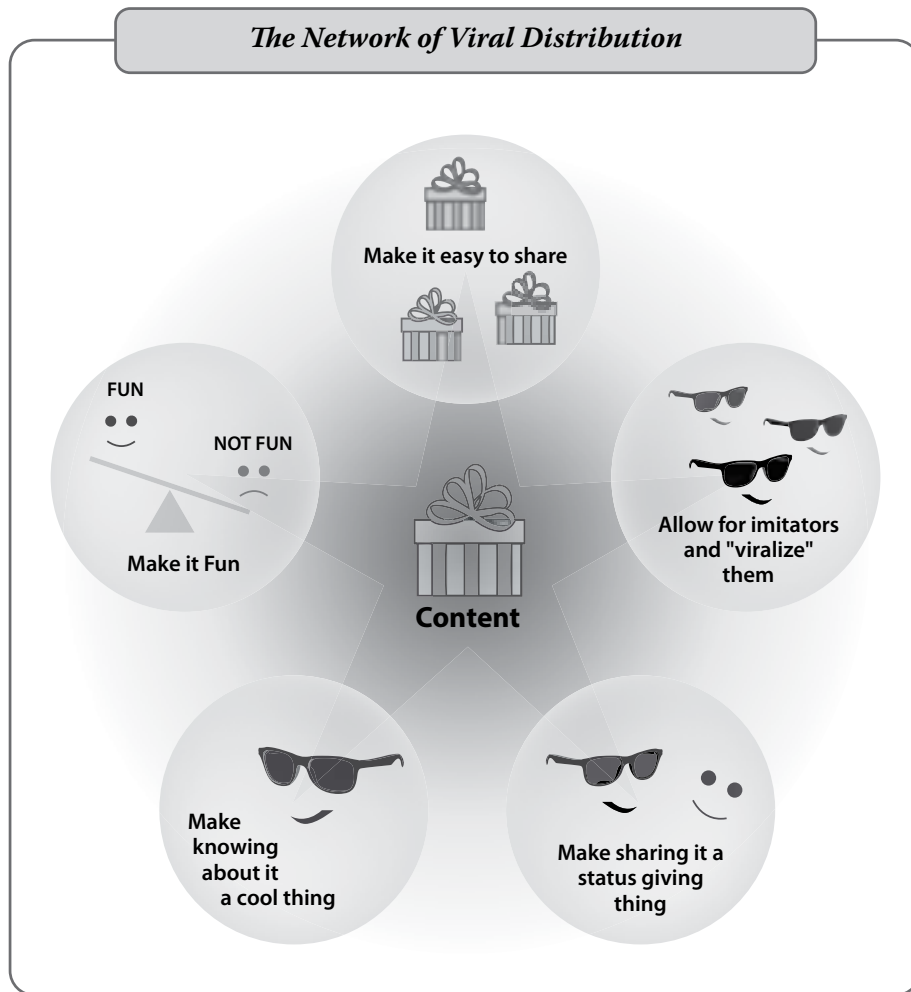 The Network of Viral Distribution
Make it easy to share
FUN
NOT FUN
Make it Fun
Allow for imitators
and "viralize"
them
Content
Make
knowing
about it
a cool thing
Make sharing it a
status giving
thing